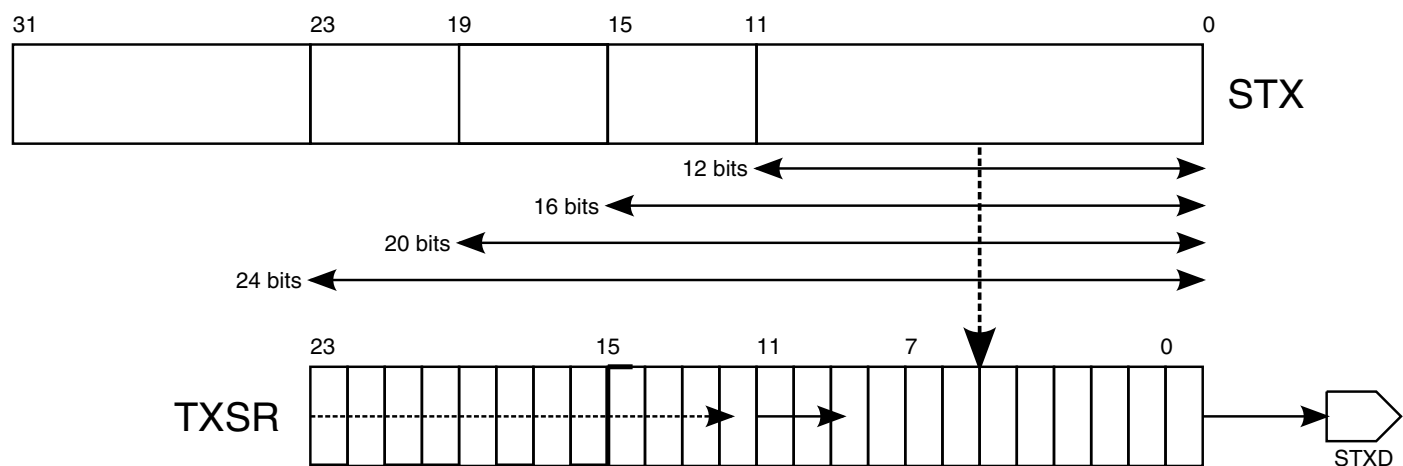 31 23 19 15 11 0
STX
12 bits
16 bits
20 bits
24 bits
23 15 11 7 0
TXSR
STXD